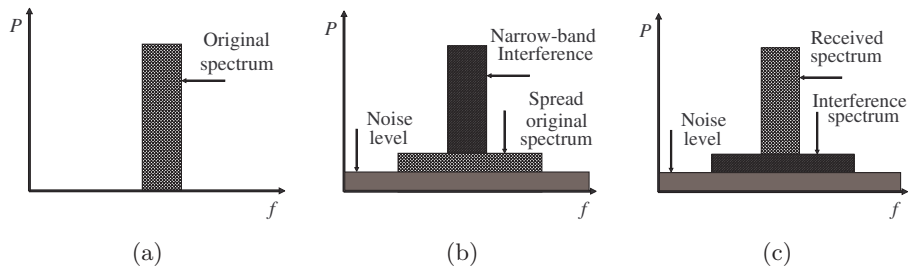 P
Original
spectrum
f
(a)
P
Narrow-band
Interference
Noise
level
Spread
original
spectrum
f
(b)
P
Received
spectrum
Interference
spectrum
Noise
level
f
(c)